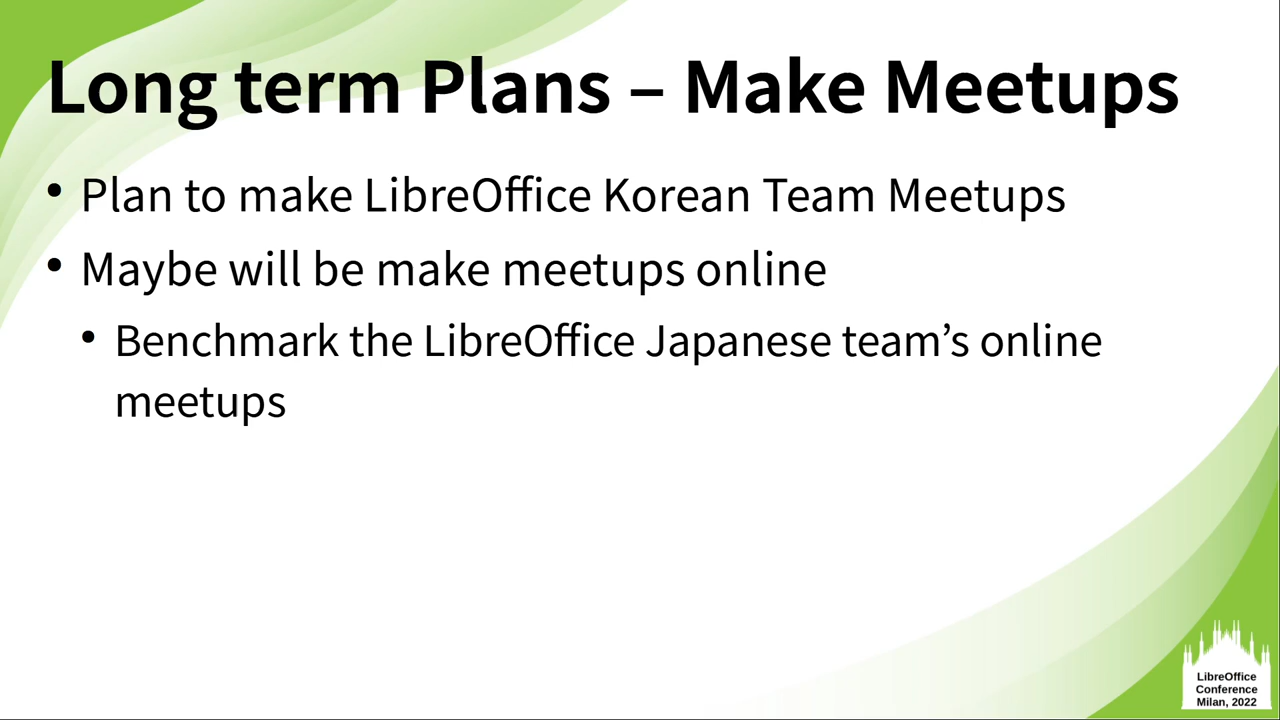 Long term Plans – Make Meetups
• Plan to make LibreOffice Korean Team Meetups
• Maybe will be make meetups online
• Benchmark the LibreOffice Japanese team’s online
meetups
LibreOffice
Conference
Milan, 2022